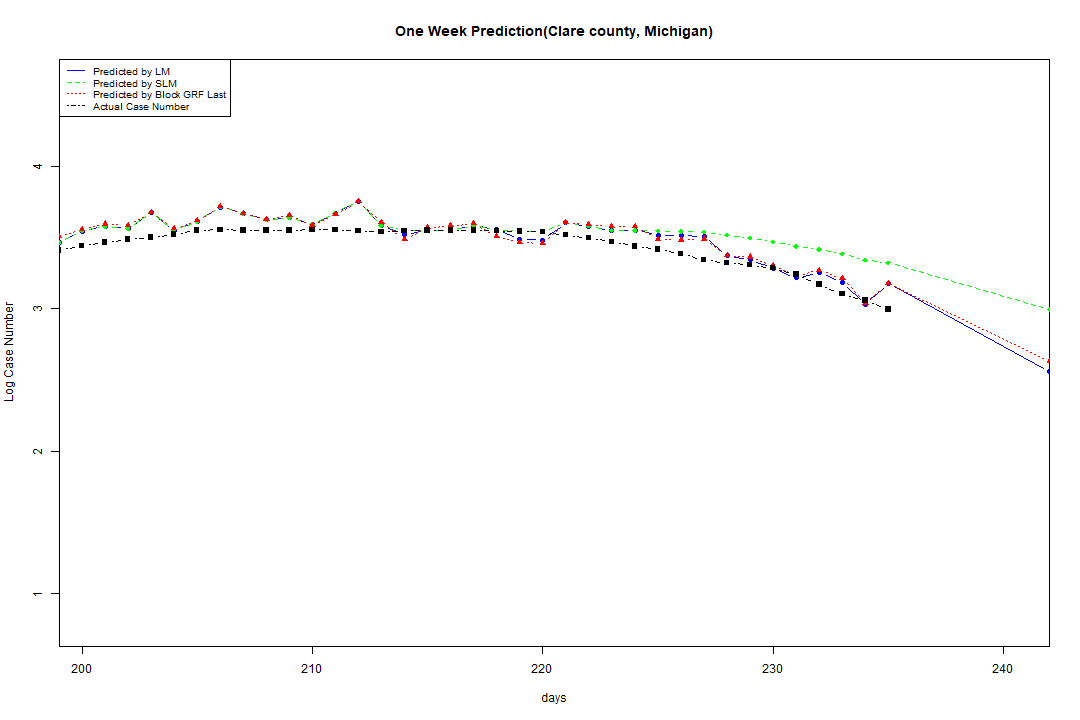 One Week Prediction(Clare county, Michigan)
Predicted by LM
Predicted by SLM
Predicted by Block GRF Last
Actual Case Number
Log Case Number
4
3
2
1
200 210 220 230 240
days